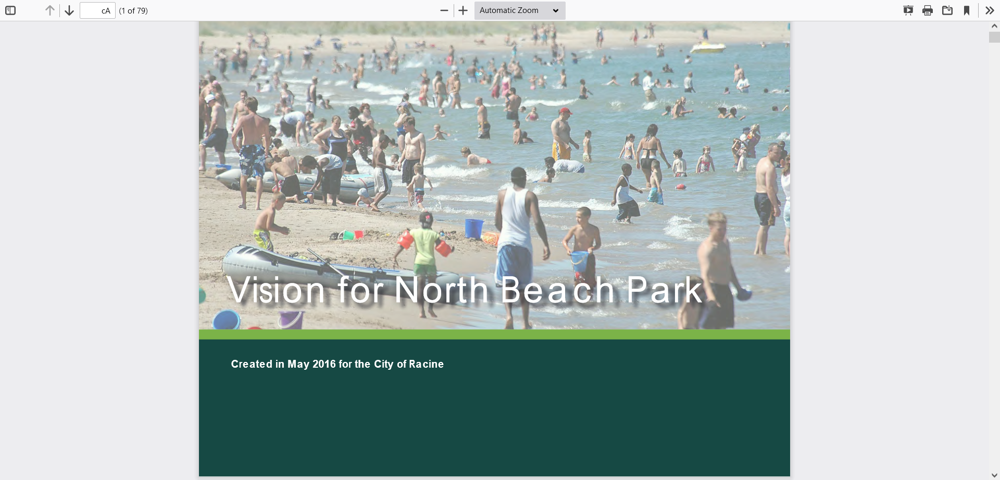 cA (1 of 79) Automatic Zoom
Vision for North Beach Park
Created in May 2016 for the City of Racine